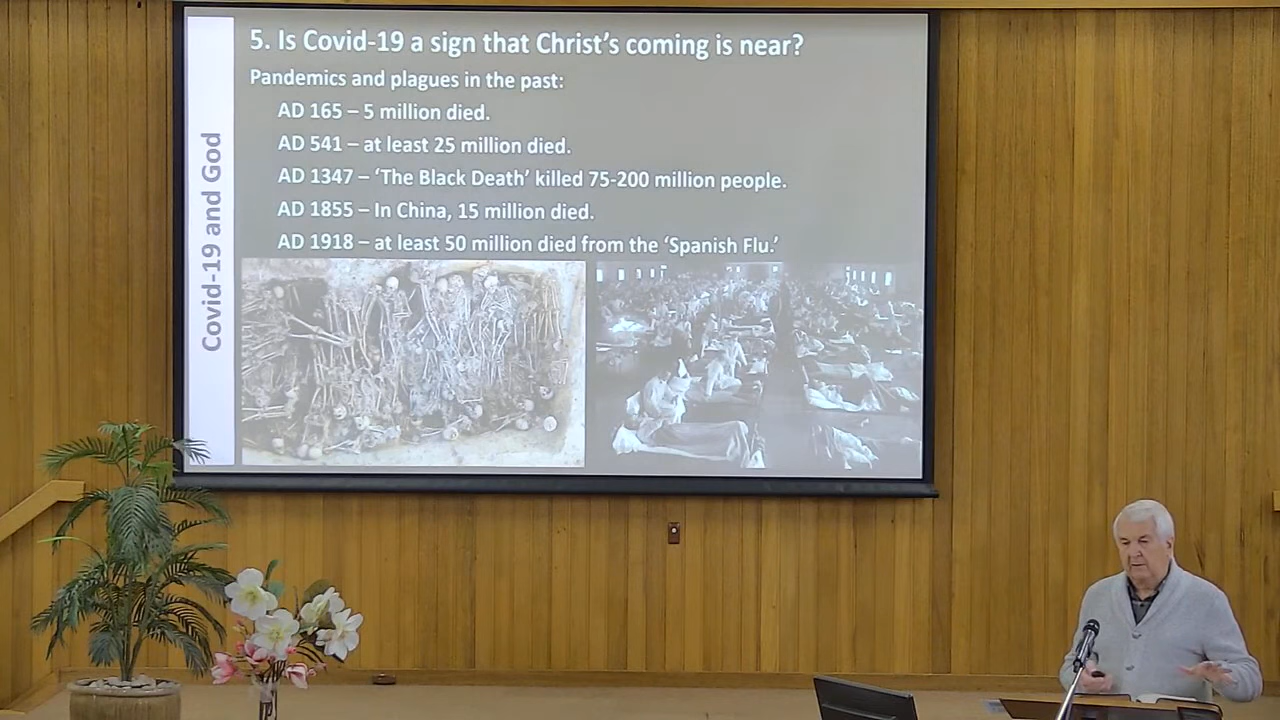 5. Is Covid-19 a sign that Christ's coming is near?
Pandemics and plagues in the past:
AD 165 – 5 million died.
AD 541 – at least 25 million died.
AD 1347 – 'The Black Death' killed 75-200 million people.
AD 1855 – In China, 15 million died.
AD 1918 – at least 50 million died from the 'Spanish Flu.'
Covid-19 and God